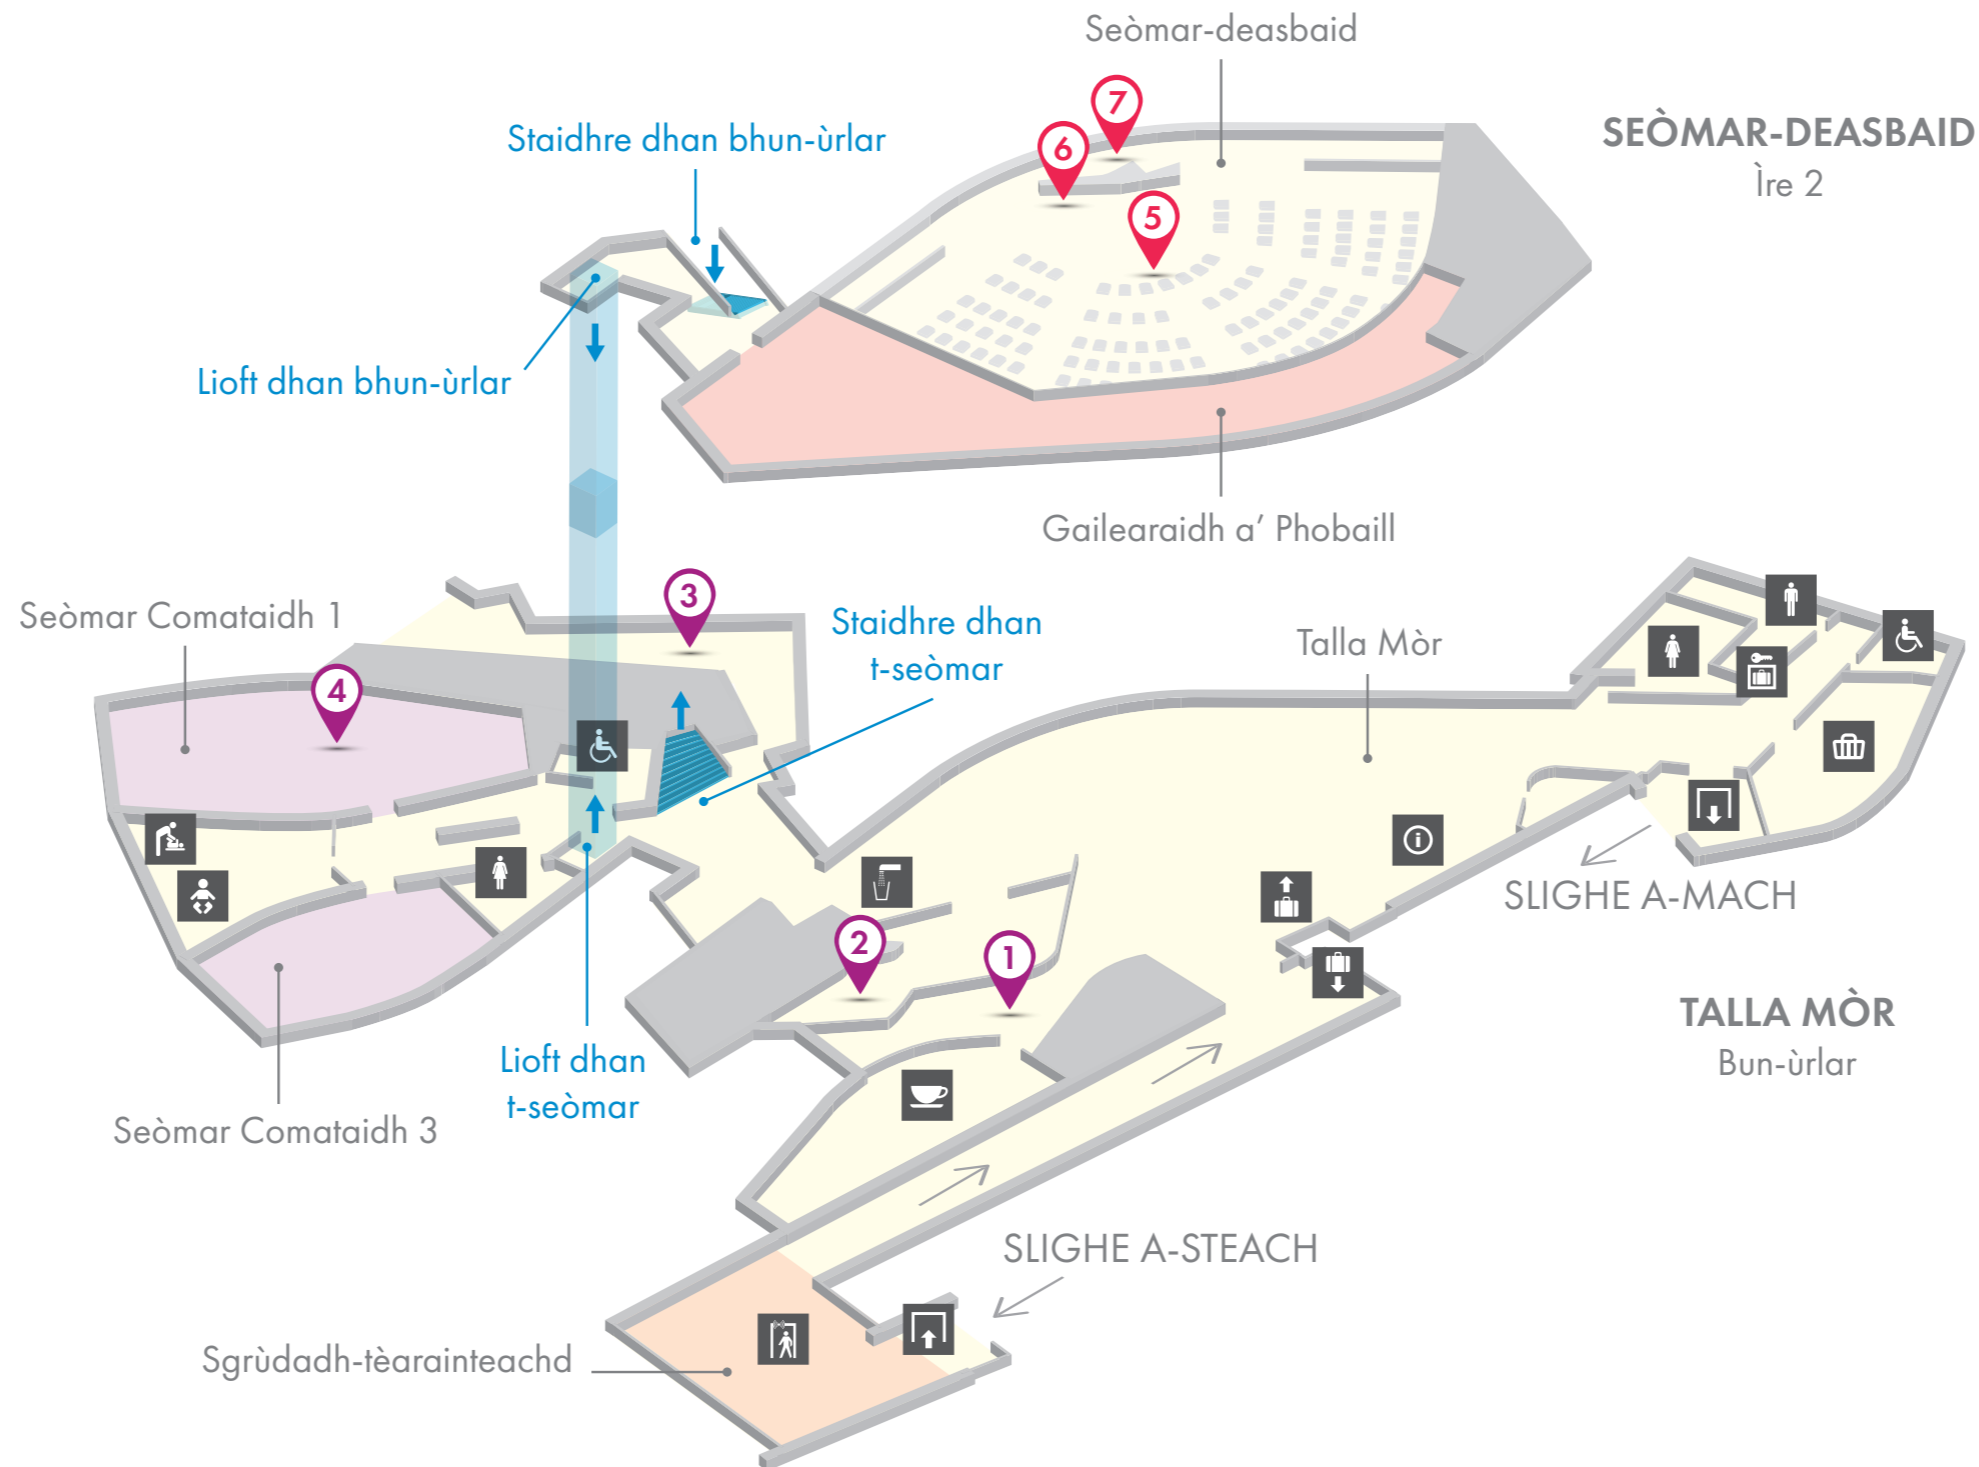 Seòmar-deasbaid
7
SEÒMAR-DEASBAID
Ìre 2
Staidhre dhan bhun-ùrlar
6
5
Lioft dhan bhun-ùrlar
Gailearaidh a' Phobaill
3
Seòmar Comataidh 1
Staidhre dhan
t-seòmar
Talla Mòr
4
i
SLIGHE A-MACH
2
1
TALLA MÒR
Bun-ùrlar
Lioft dhan
t-seòmar
Seòmar Comataidh 3
SLIGHE A-STEACH
Sgrùdadh-tèarainteachd